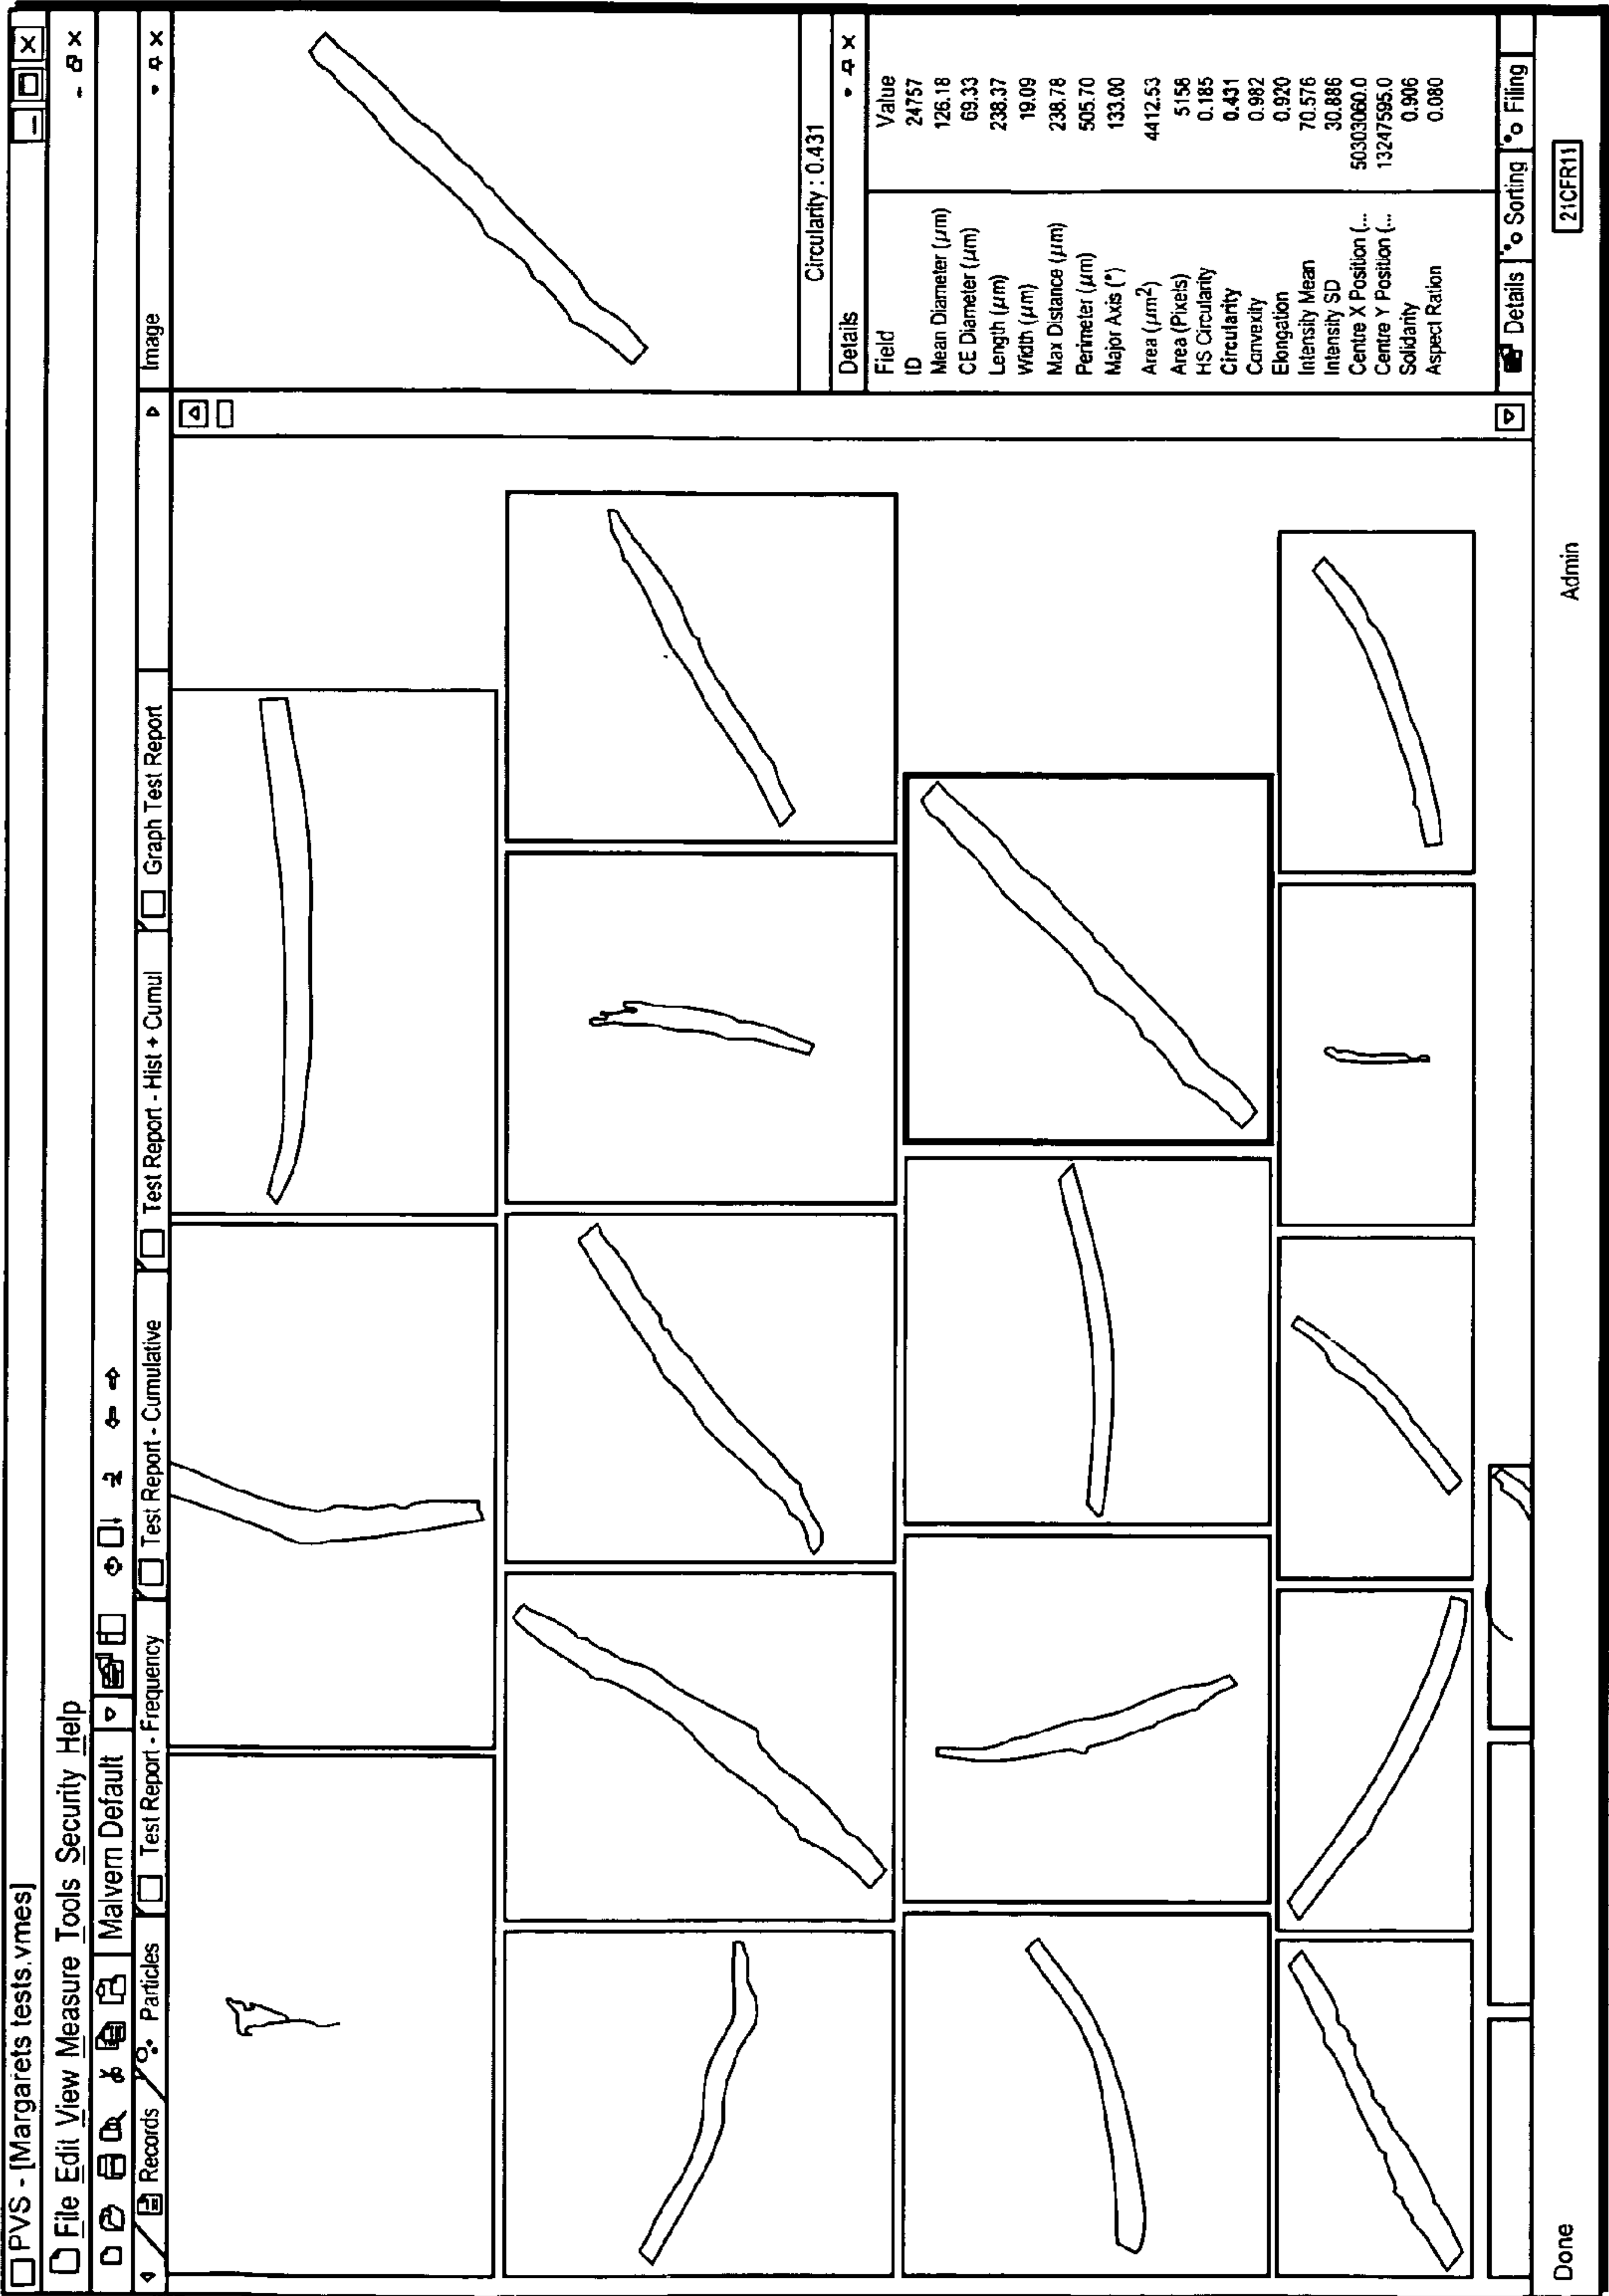 PVS - [Margarets tests.vmes]
File Edit View Measure Tools Security Help
Malvern Default
Records
Particles
Test Report - Frequency
Test Report - Cumulative
Test Report - Hist + Cumul
Graph Test Report
Image
Circularity : 0.431
Details
Field Value
ID 24757
Mean Diameter (μm) 126.18
CE Diameter (μm) 69.33
Length (μm) 238.37
Width (μm) 19.09
Max Distance (μm) 238.78
Perimeter (μm) 505.70
Major Axis (°) 133.00
Area (μm²) 4412.53
Area (Pixels) 5158
HS Circularity 0.185
Circularity 0.431
Convexity 0.982
Elongation 0.920
Intensity Mean 70.576
Intensity SD 30.886
Centre X Position (... 50303060.0
Centre Y Position (... 13247595.0
Solidarity 0.906
Aspect Ration 0.080
Details Sorting Filing
Done Admin 21CFR11